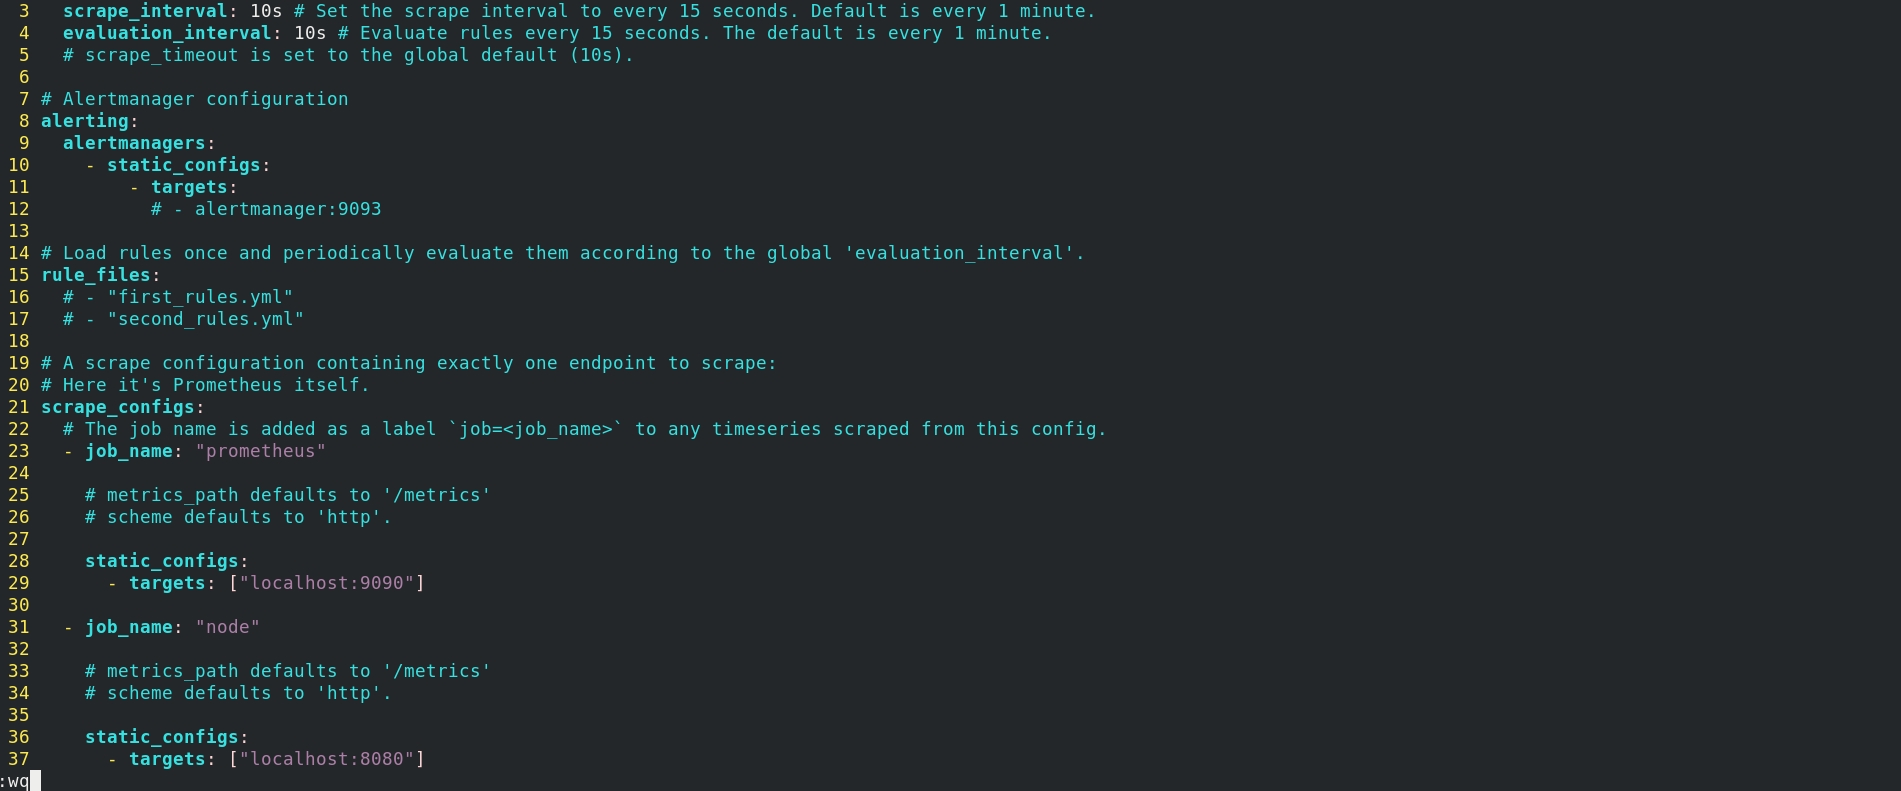 3   scrape_interval: 10s # Set the scrape interval to every 15 seconds. Default is every 1 minute.
4   evaluation_interval: 10s # Evaluate rules every 15 seconds. The default is every 1 minute.
5   # scrape_timeout is set to the global default (10s).
6
7 # Alertmanager configuration
8 alerting:
9   alertmanagers:
10     - static_configs:
11         - targets:
12           # - alertmanager:9093
13
14 # Load rules once and periodically evaluate them according to the global 'evaluation_interval'.
15 rule_files:
16   # - "first_rules.yml"
17   # - "second_rules.yml"
18
19 # A scrape configuration containing exactly one endpoint to scrape:
20 # Here it's Prometheus itself.
21 scrape_configs:
22   # The job name is added as a label `job=<job_name>` to any timeseries scraped from this config.
23   - job_name: "prometheus"
24
25     # metrics_path defaults to '/metrics'
26     # scheme defaults to 'http'.
27
28     static_configs:
29       - targets: ["localhost:9090"]
30
31   - job_name: "node"
32
33     # metrics_path defaults to '/metrics'
34     # scheme defaults to 'http'.
35
36     static_configs:
37       - targets: ["localhost:8080"]
:wq